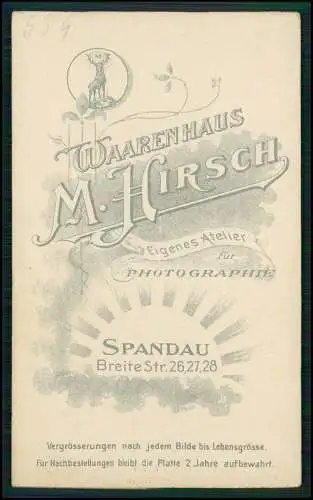 554
WAARENHAUS
M. HIRSCH
Eigenes Atelier
für
PHOTOGRAPHIE
SPANDAU
Breite Str. 26, 27, 28
Vergrösserungen nach jedem Bilde bis Lebensgrösse.
Für Nachbestellungen bleibt die Platte 2 Jahre aufbewahrt.